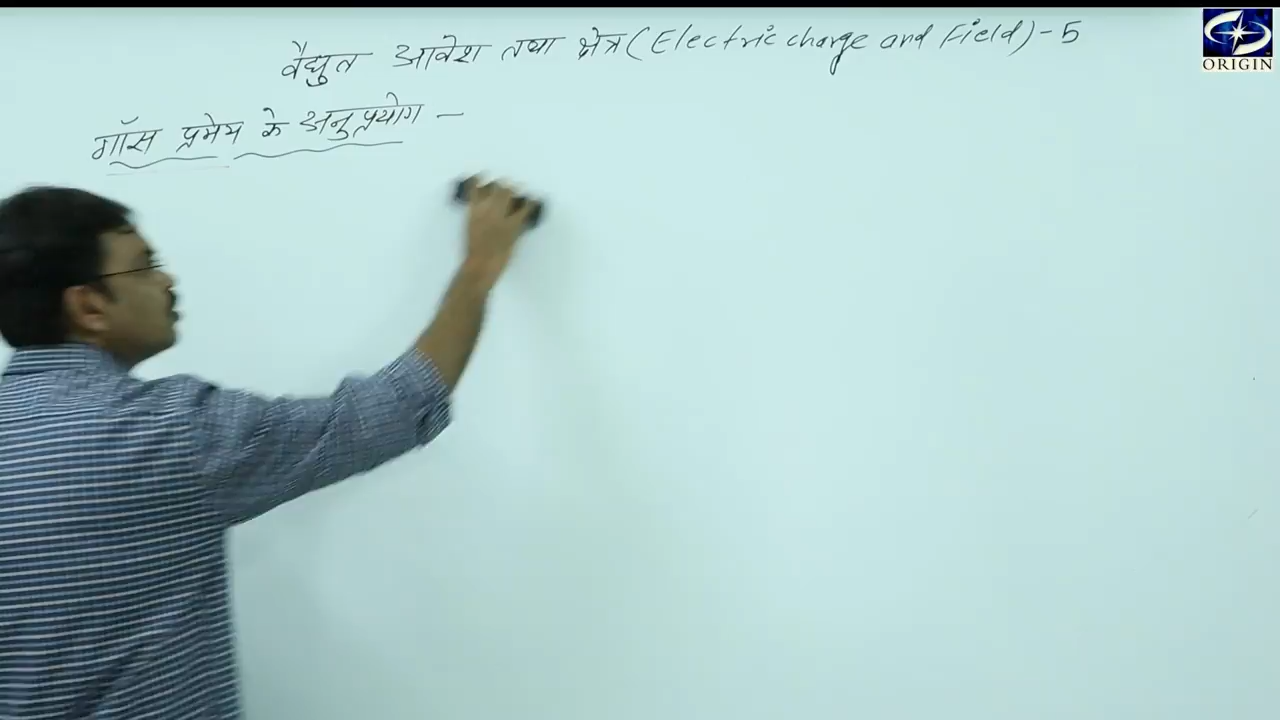 वैद्युत आवेश तथा क्षेत्र (Electric charge and Field) - 5
ORIGIN
गॉस प्रमेय के अनुप्रयोग –